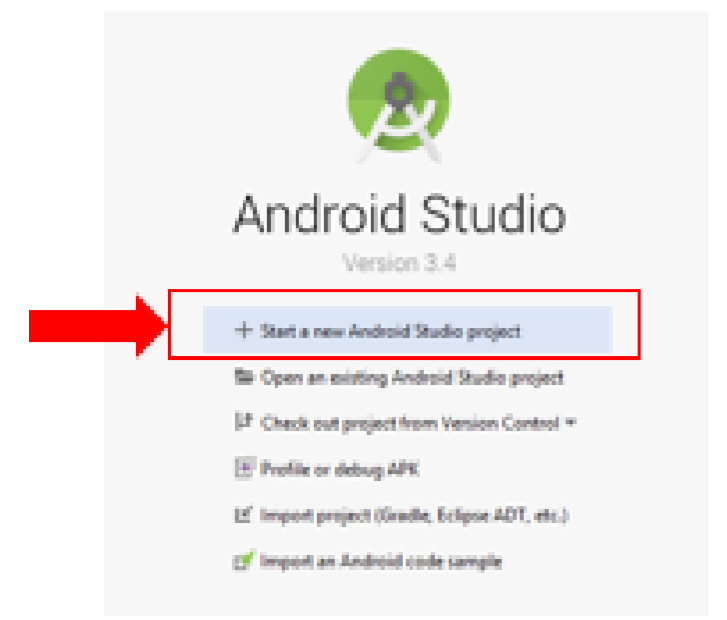 Android Studio
Version 3.4
Start a new Android Studio project
Open an existing Android Studio project
Check out project from Version Control
Profile or debug APK
Import project (Gradle, Eclipse ADT, etc.)
Import an Android code sample